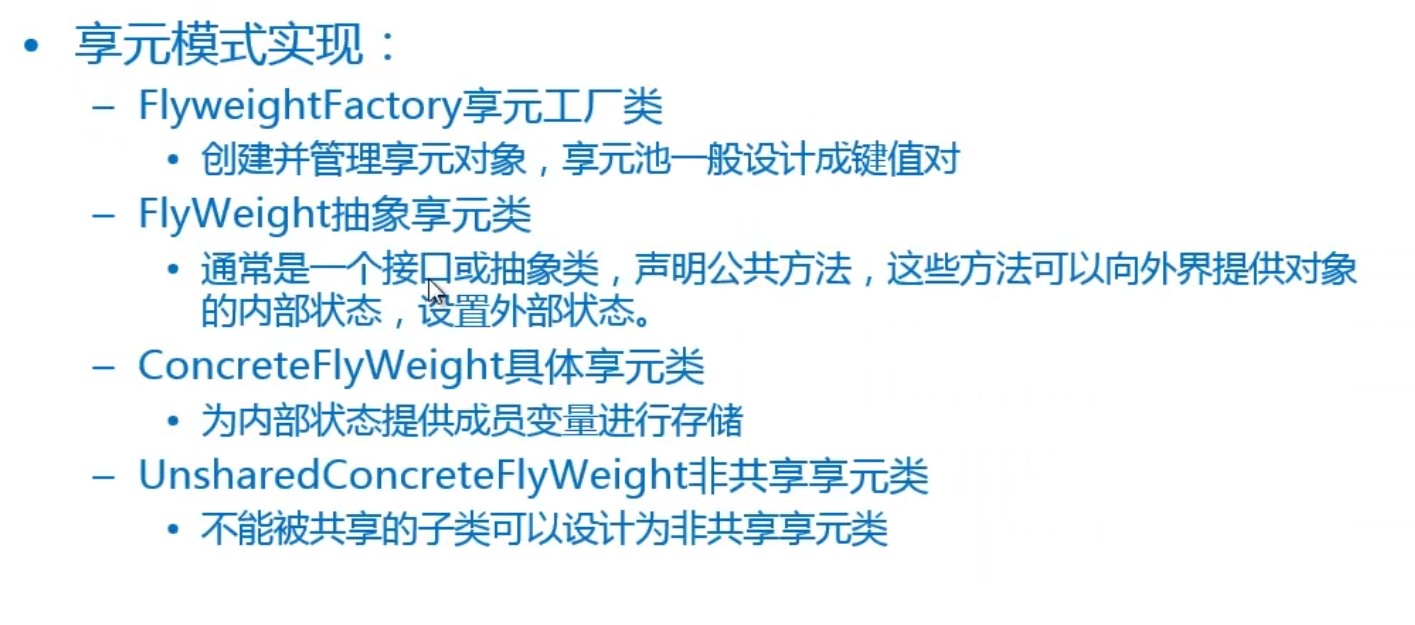 • 享元模式实现：
– FlyweightFactory享元工厂类
• 创建并管理享元对象，享元池一般设计成键值对
– FlyWeight抽象享元类
• 通常是一个接口或抽象类，声明公共方法，这些方法可以向外界提供对象
的内部状态，设置外部状态。
– ConcreteFlyWeight具体享元类
• 为内部状态提供成员变量进行存储
– UnsharedConcreteFlyWeight非共享享元类
• 不能被共享的子类可以设计为非共享享元类